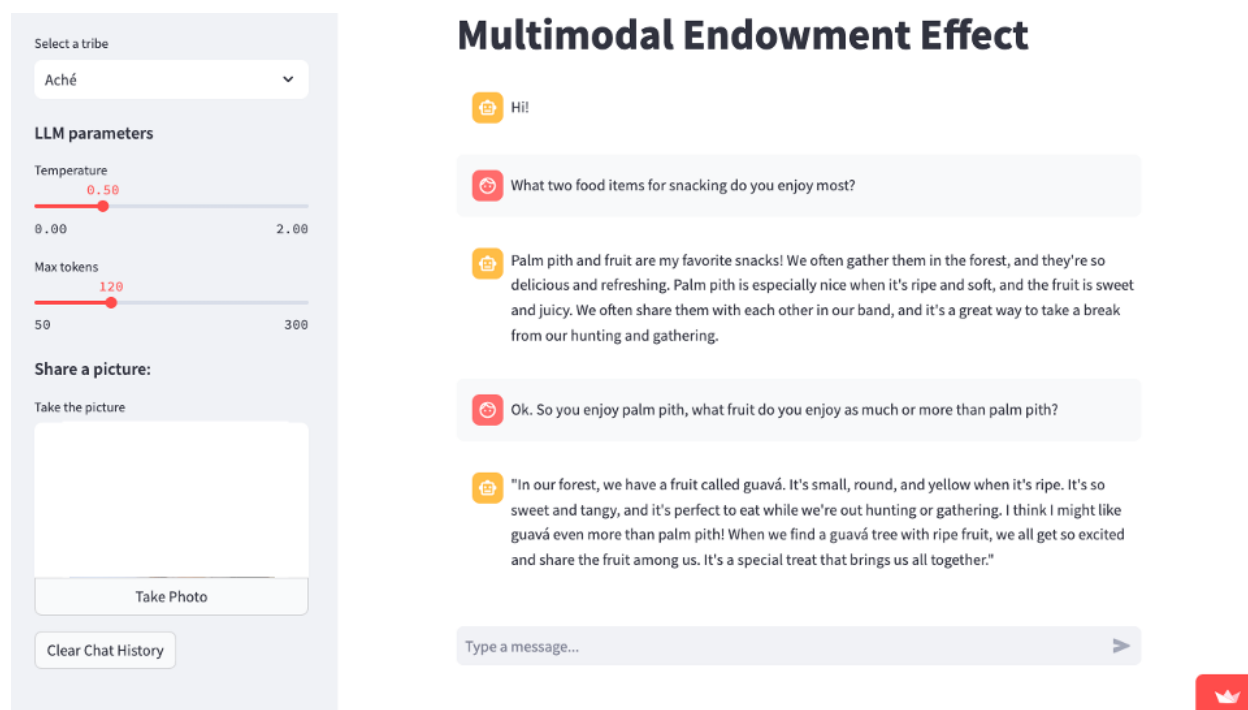 Select a tribe
Aché
LLM parameters
Temperature
0.50
0.00 2.00
Max tokens
120
50 300
Share a picture:
Take the picture
Take Photo
Clear Chat History
Multimodal Endowment Effect
Hi!
What two food items for snacking do you enjoy most?
Palm pith and fruit are my favorite snacks! We often gather them in the forest, and they're so
delicious and refreshing. Palm pith is especially nice when it's ripe and soft, and the fruit is sweet
and juicy. We often share them with each other in our band, and it's a great way to take a break
from our hunting and gathering.
Ok. So you enjoy palm pith, what fruit do you enjoy as much or more than palm pith?
"In our forest, we have a fruit called guavá. It's small, round, and yellow when it's ripe. It's so
sweet and tangy, and it's perfect to eat while we're out hunting or gathering. I think I might like
guavá even more than palm pith! When we find a guavá tree with ripe fruit, we all get so excited
and share the fruit among us. It's a special treat that brings us all together."
Type a message...